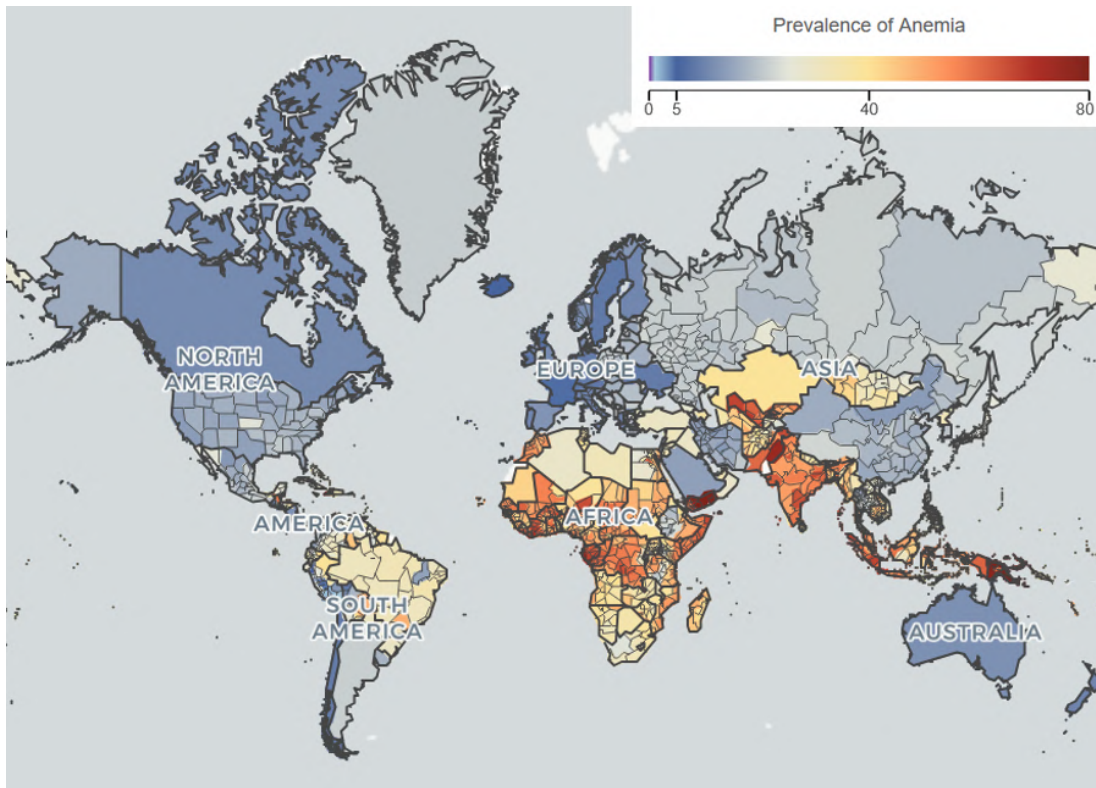 Prevalence of Anemia
0 5 40 80
NORTH
AMERICA
EUROPE
ASIA
AMERICA
AFRICA
SOUTH
AMERICA
AUSTRALIA